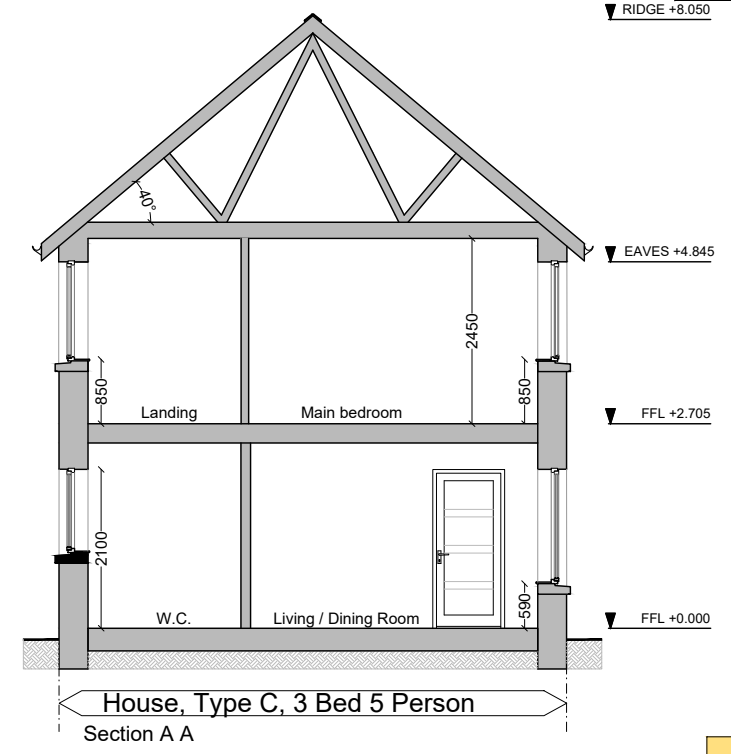 RIDGE +8.050
40°
EAVES +4.845
2450
850
850
Landing
Main bedroom
FFL +2.705
2100
590
W.C.
Living / Dining Room
FFL +0.000
House, Type C, 3 Bed 5 Person
Section A A